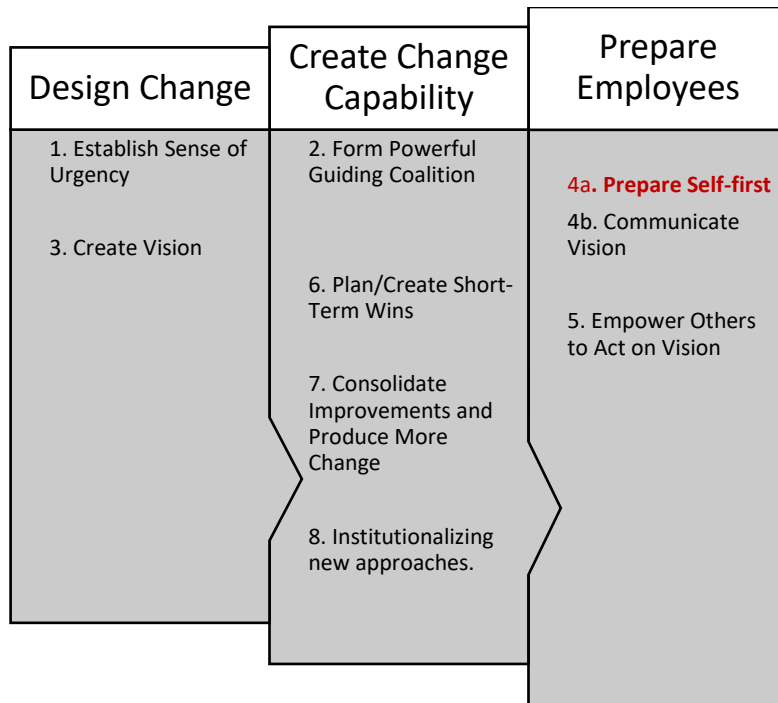 Design Change
1. Establish Sense of
Urgency
3. Create Vision
Create Change
Capability
2. Form Powerful
Guiding Coalition
6. Plan/Create Short-
Term Wins
7. Consolidate
Improvements and
Produce More
Change
8. Institutionalizing
new approaches.
Prepare
Employees
4a. Prepare Self-first
4b. Communicate
Vision
5. Empower Others
to Act on Vision